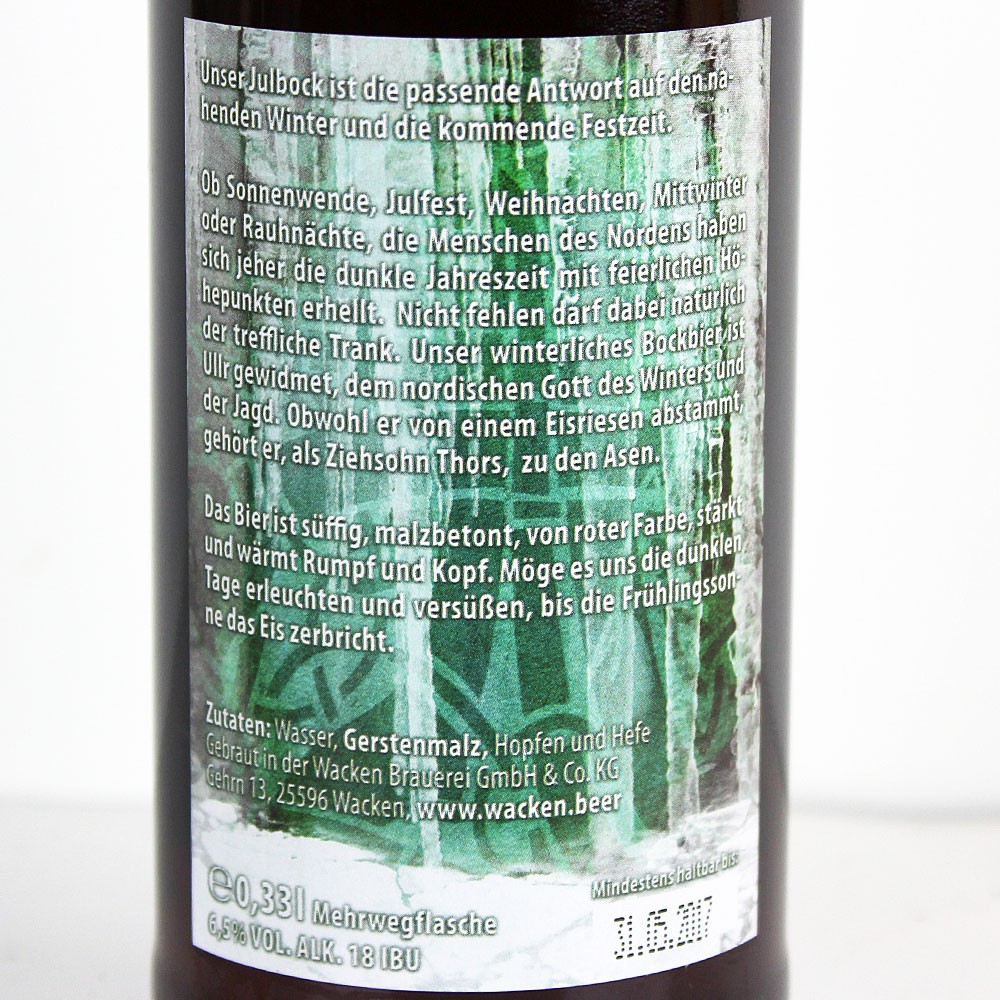 Unser Julbock ist die passende Antwort auf den na-
henden Winter und die kommende Festzeit.
Ob Sonnenwende, Julfest, Weihnachten, Mittwinter
oder Rauhnächte, die Menschen des Nordens haben
sich jeher die dunkle Jahreszeit mit feierlichen Hö-
hepunkten erhellt. Nicht fehlen darf dabei natürlich
der treffliche Trank. Unser winterliches Bockbier ist
Ullr gewidmet, dem nordischen Gott des Winters und
der Jagd. Obwohl er von einem Eisriesen abstammt,
gehört er, als Ziehsohn Thors, zu den Asen.
Das Bier ist süffig, malzbetont, von roter Farbe, stärkt
und wärmt Rumpf und Kopf. Möge es uns die dunklen
Tage erleuchten und versüßen, bis die Frühlingsson-
ne das Eis zerbricht.
Zutaten: Wasser, Gerstenmalz, Hopfen und Hefe
Gebraut in der Wacken Brauerei GmbH & Co. KG
Gehrn 13, 25596 Wacken, www.wacken.beer
℮0,33 l Mehrwegflasche
6,5% VOL. ALK. 18 IBU
Mindestens haltbar bis:
31.05.2017